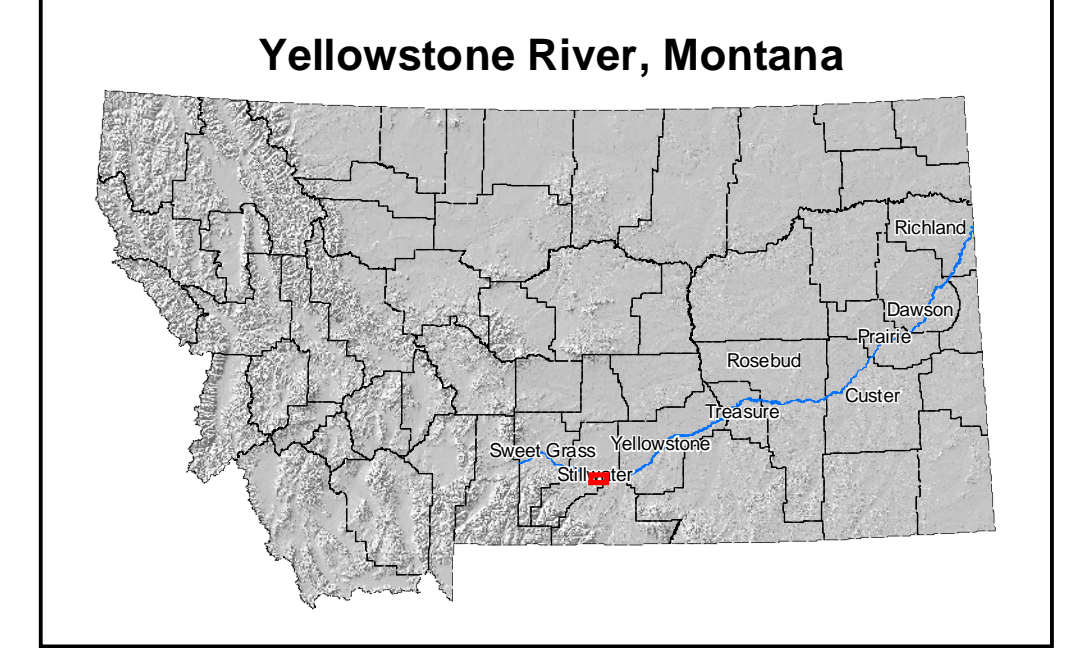 Yellowstone River, Montana
Richland
Dawson
Prairie
Rosebud
Custer
Treasure
Yellowstone
Sweet Grass
Stillwater